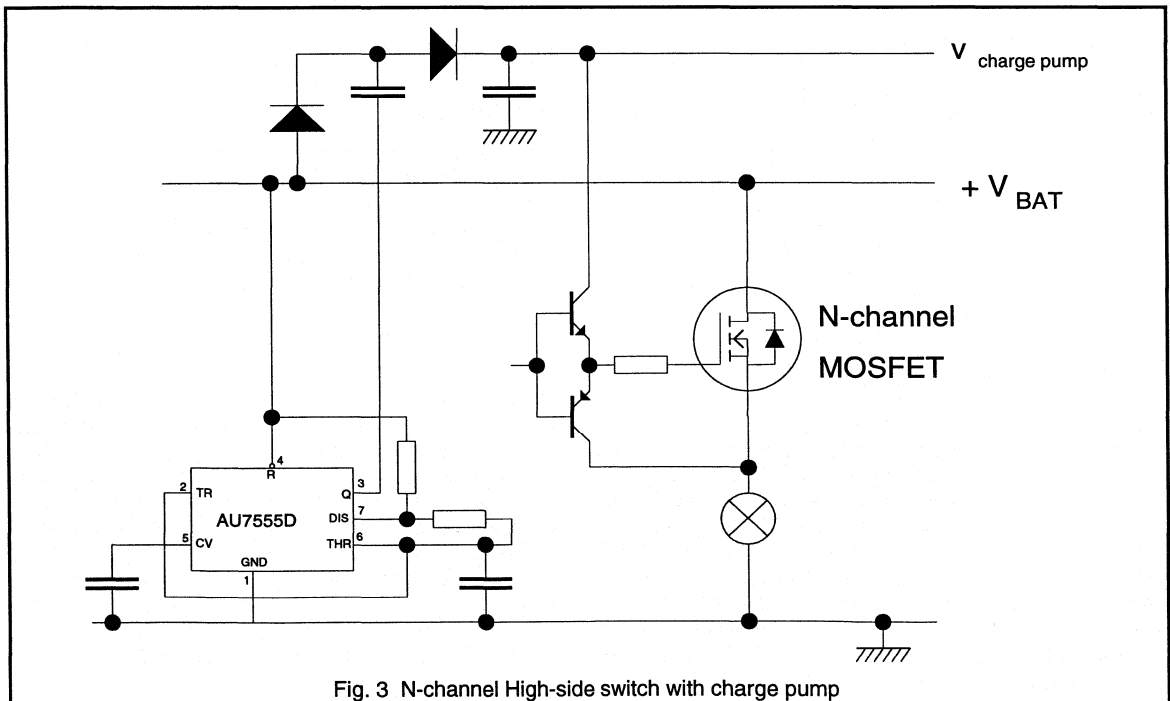 V charge pump
+ V BAT
N-channel
MOSFET
4
R
2 TR
Q 3
AU7555D
DIS 7
5 CV
THR 6
GND
1
Fig. 3 N-channel High-side switch with charge pump